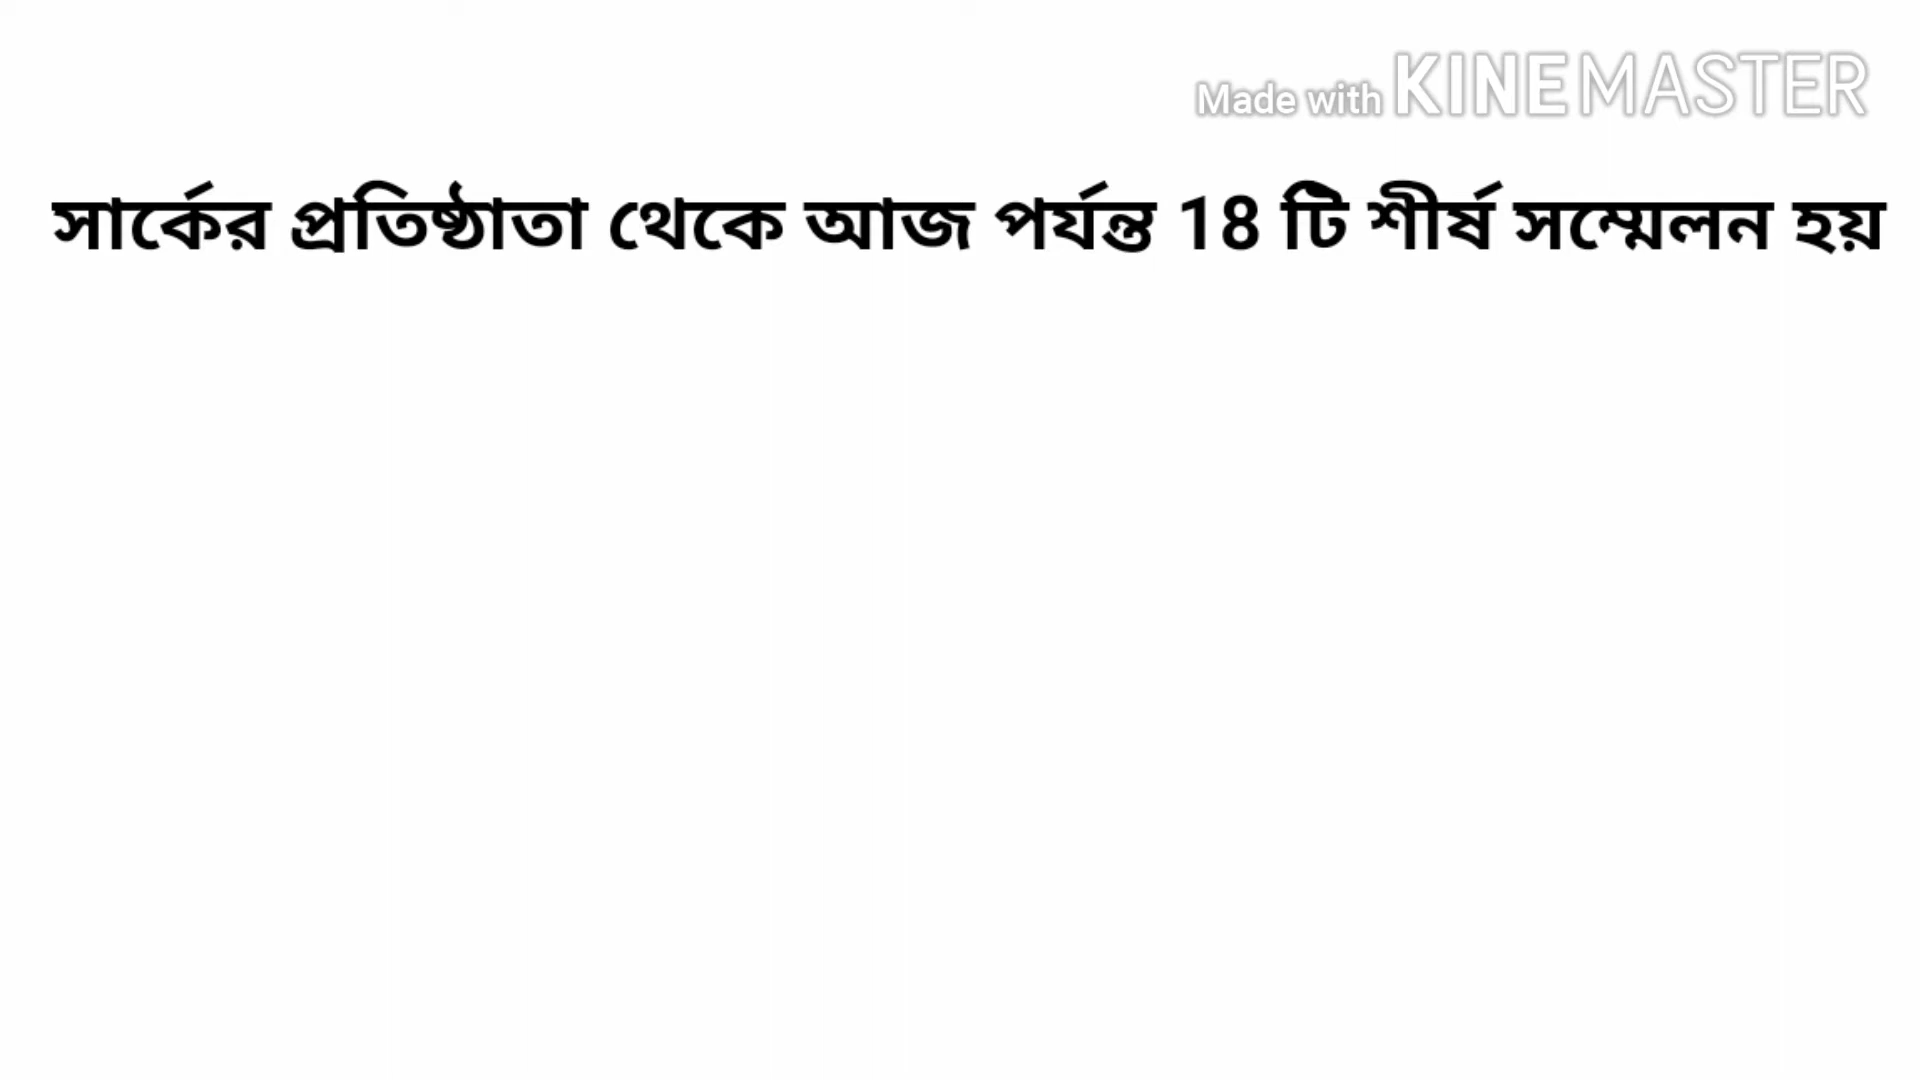 Made with KINEMASTER
সার্কের প্রতিষ্ঠাতা থেকে আজ পর্যন্ত 18 টি শীর্ষ সম্মেলন হয়